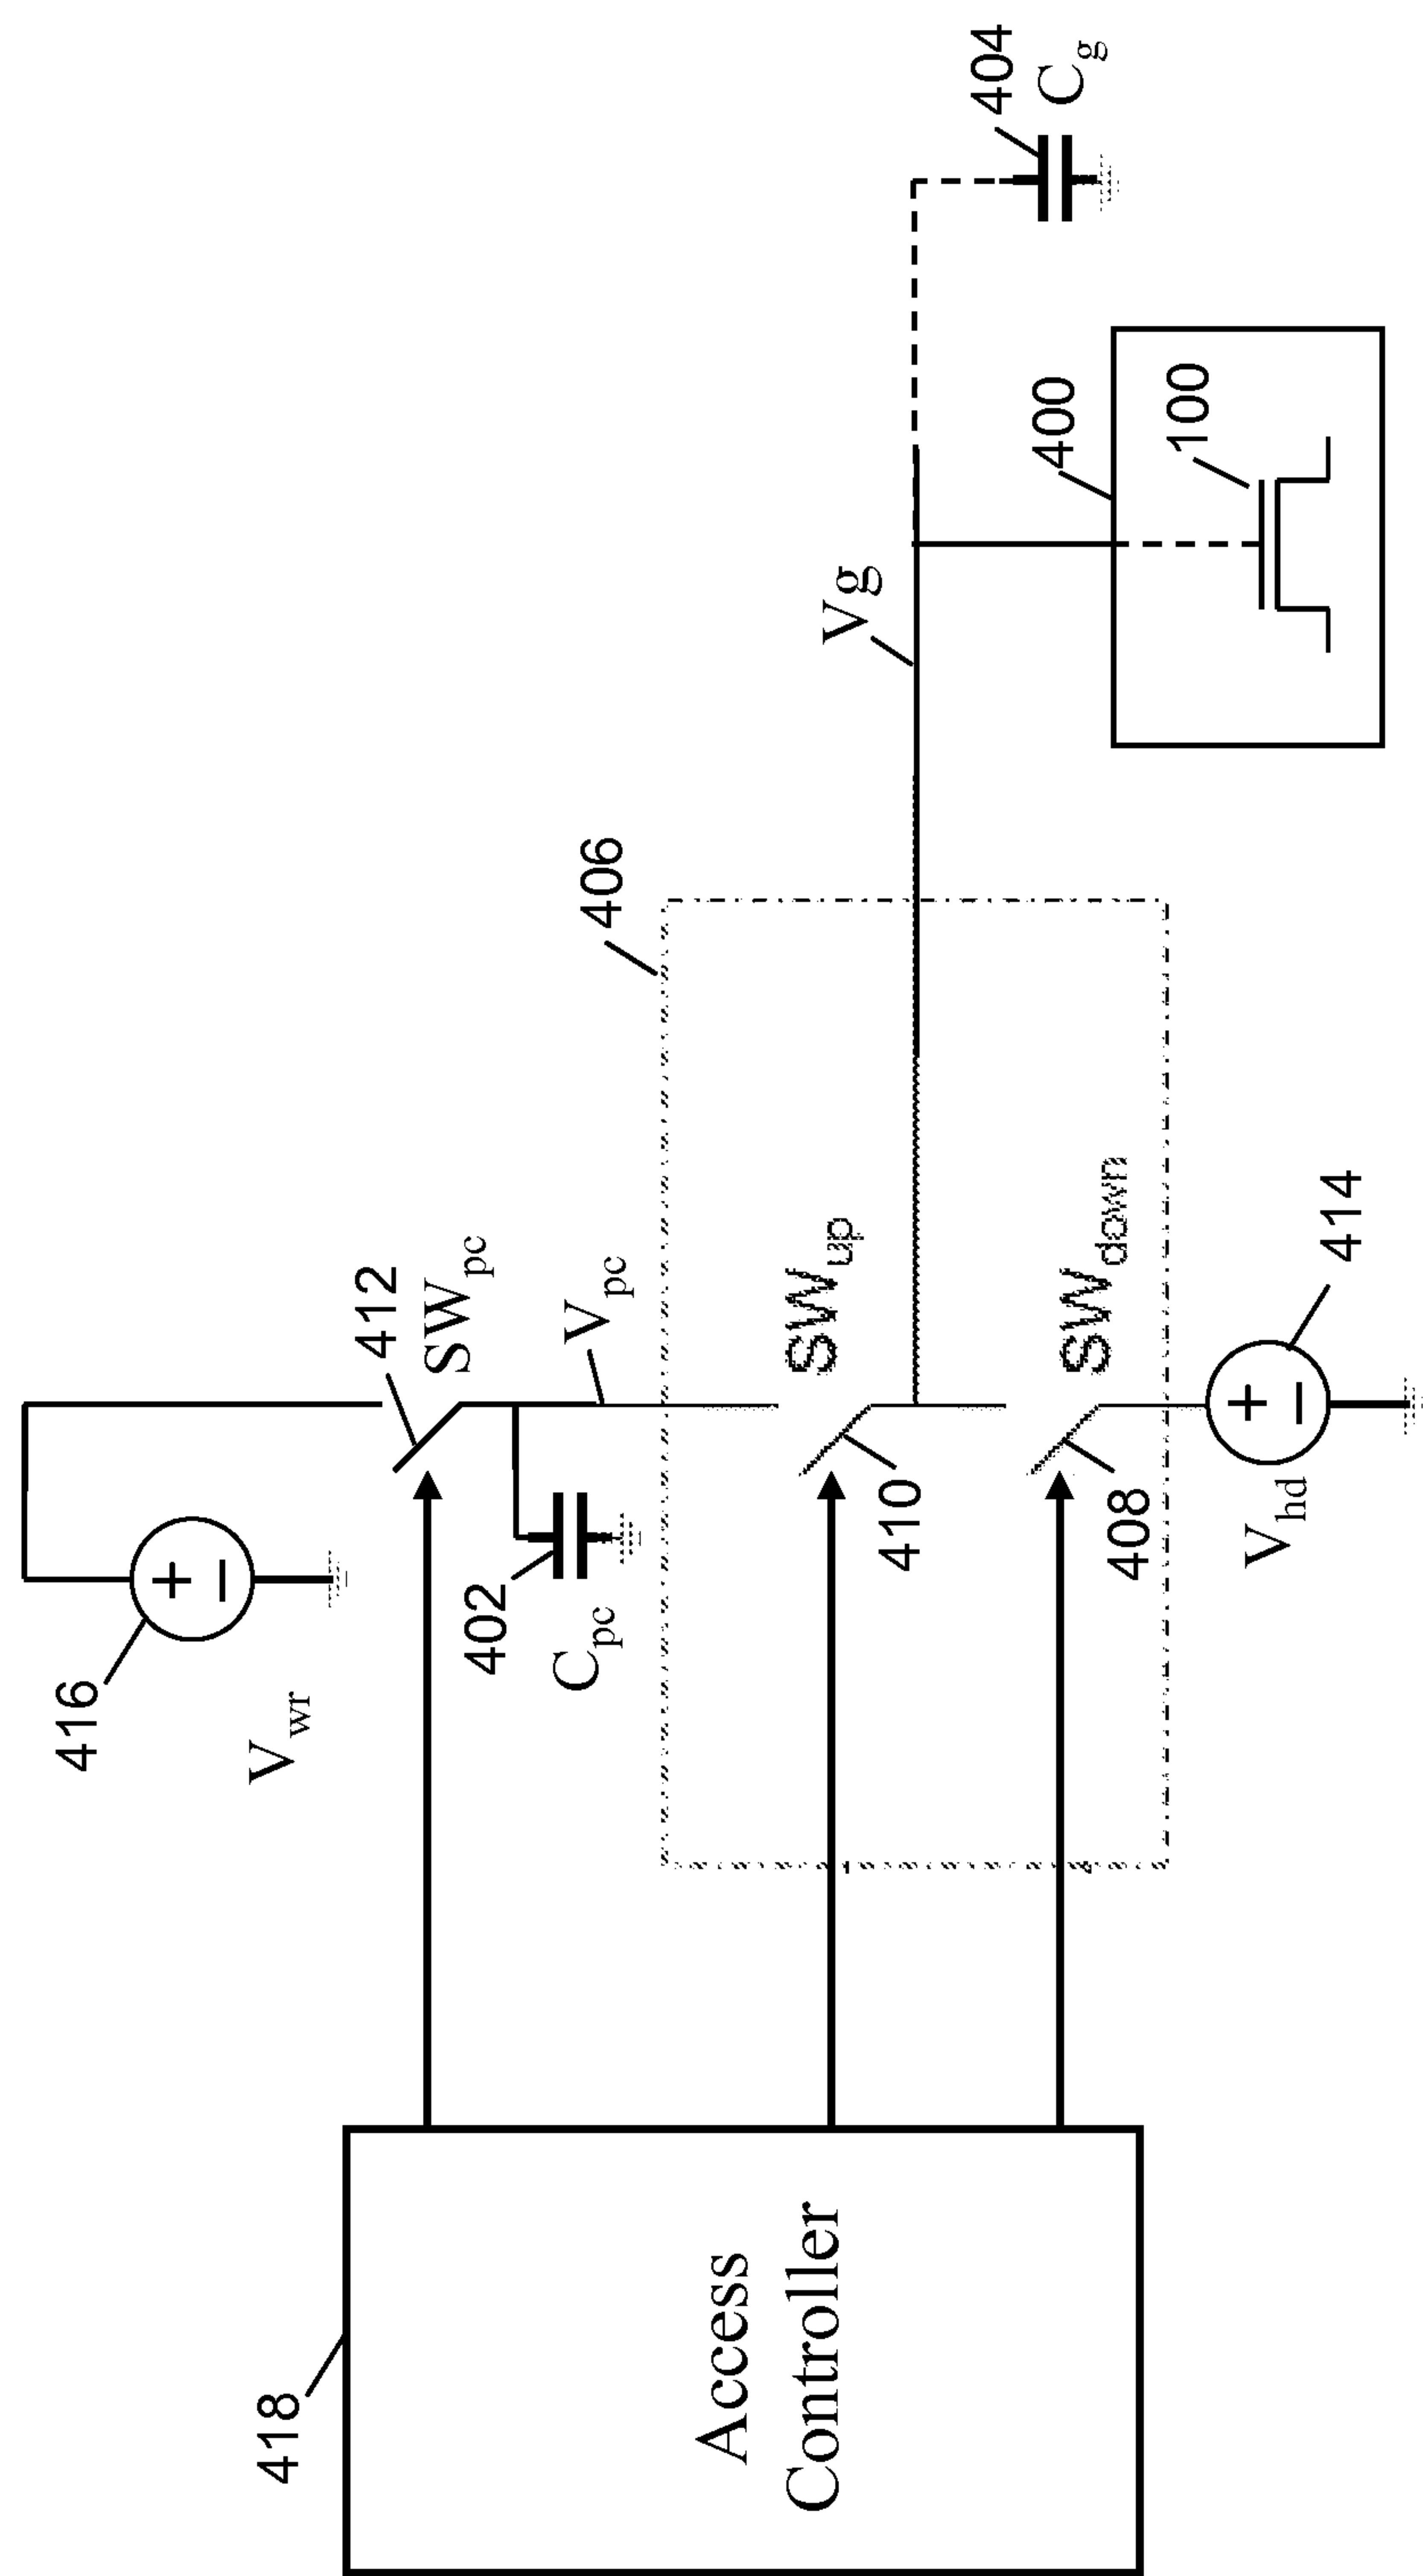 416
V_wr
412
SW_pc
402
C_pc
V_pc
406
418
Access
Controller
SW_up
410
Vg
404
C_g
SW_down
408
400
100
V_hd
414